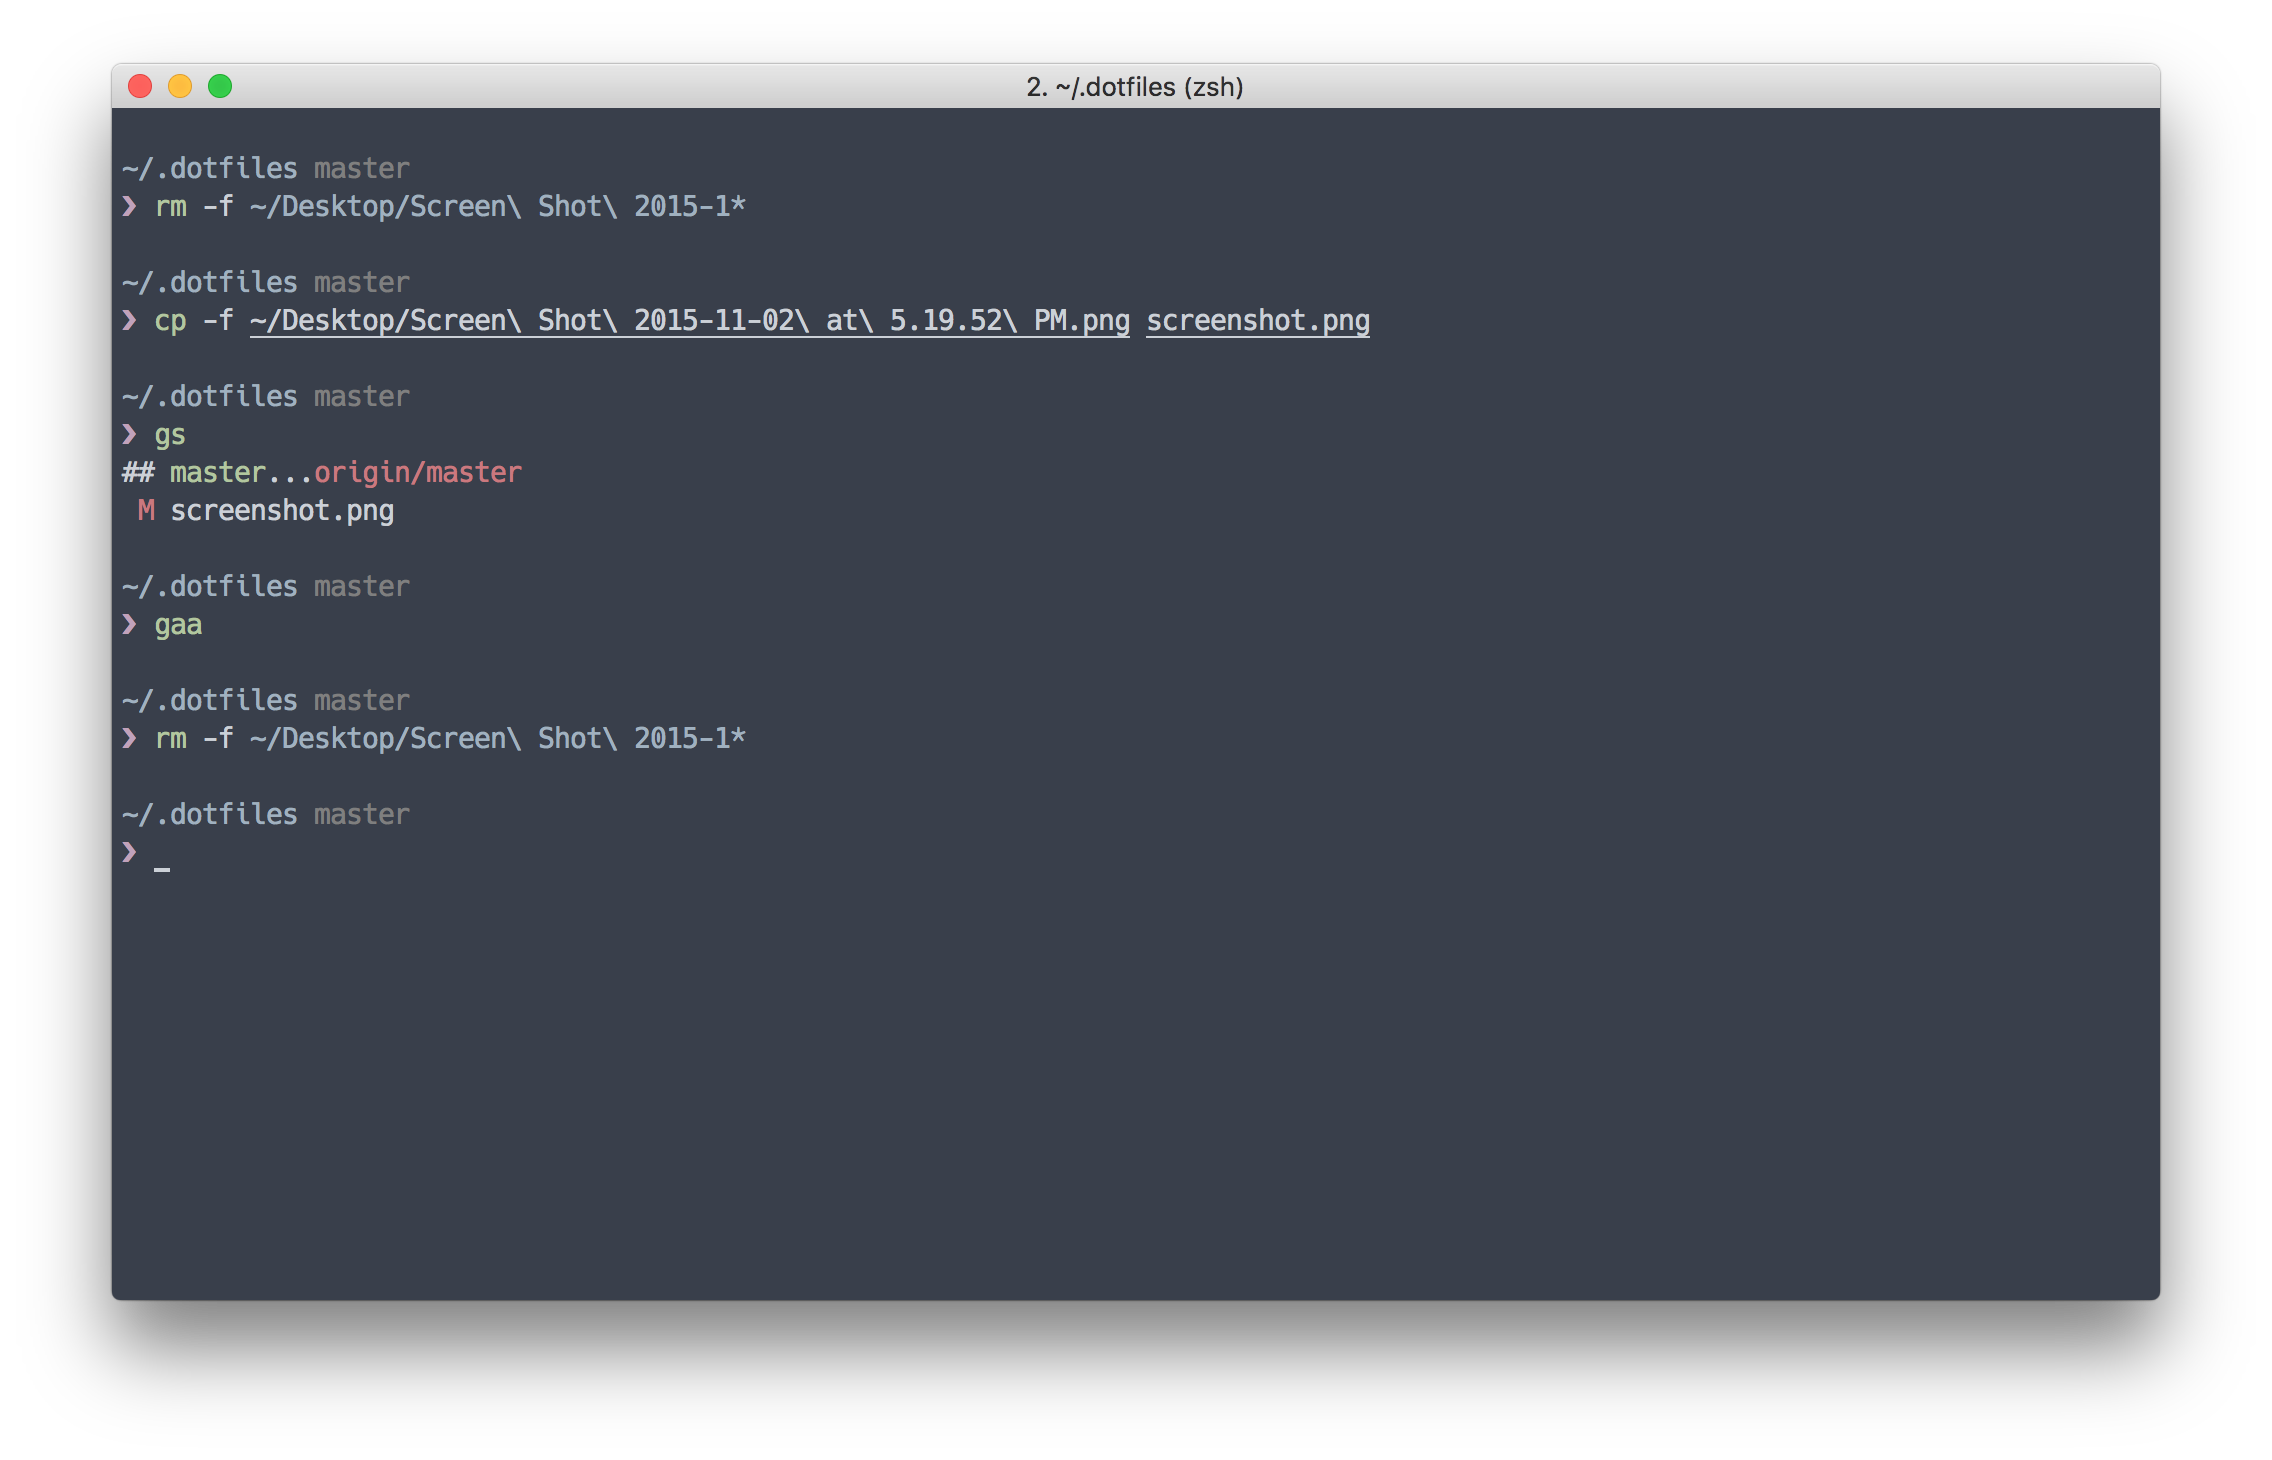 2. ~/.dotfiles (zsh)
~/.dotfiles master
❯ rm -f ~/Desktop/Screen\ Shot\ 2015-1*
~/.dotfiles master
❯ cp -f ~/Desktop/Screen\ Shot\ 2015-11-02\ at\ 5.19.52\ PM.png screenshot.png
~/.dotfiles master
❯ gs
## master...origin/master
 M screenshot.png
~/.dotfiles master
❯ gaa
~/.dotfiles master
❯ rm -f ~/Desktop/Screen\ Shot\ 2015-1*
~/.dotfiles master
❯ _